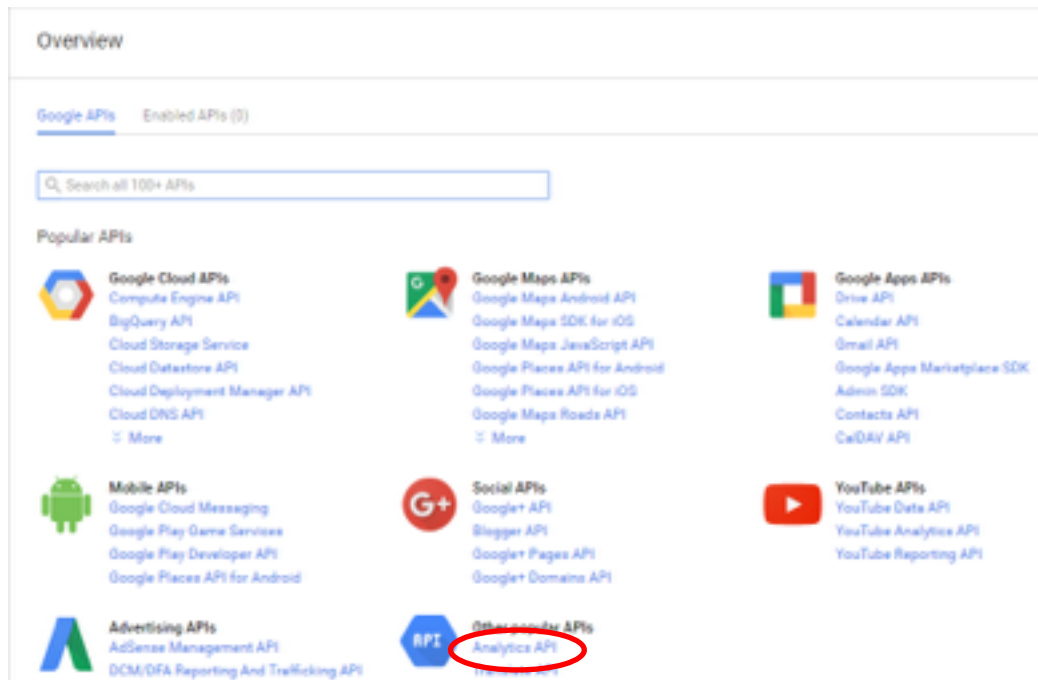 Overview
Google APIs Enabled APIs (0)
Search all 100+ APIs
Popular APIs
Google Cloud APIs
Compute Engine API
BigQuery API
Cloud Storage Service
Cloud Datastore API
Cloud Deployment Manager API
Cloud DNS API
More
G
Google Maps APIs
Google Maps Android API
Google Maps SDK for iOS
Google Maps JavaScript API
Google Places API for Android
Google Places API for iOS
Google Maps Roads API
More
Google Apps APIs
Drive API
Calendar API
Gmail API
Google Apps Marketplace SDK
Admin SDK
Contacts API
CalDAV API
Mobile APIs
Google Cloud Messaging
Google Play Game Services
Google Play Developer API
Google Places API for Android
G+
Social APIs
Google+ API
Blogger API
Google+ Pages API
Google+ Domains API
YouTube APIs
YouTube Data API
YouTube Analytics API
YouTube Reporting API
Advertising APIs
AdSense Management API
DCM/DFA Reporting And Trafficking API
API
Other popular APIs
Analytics API
Translate API